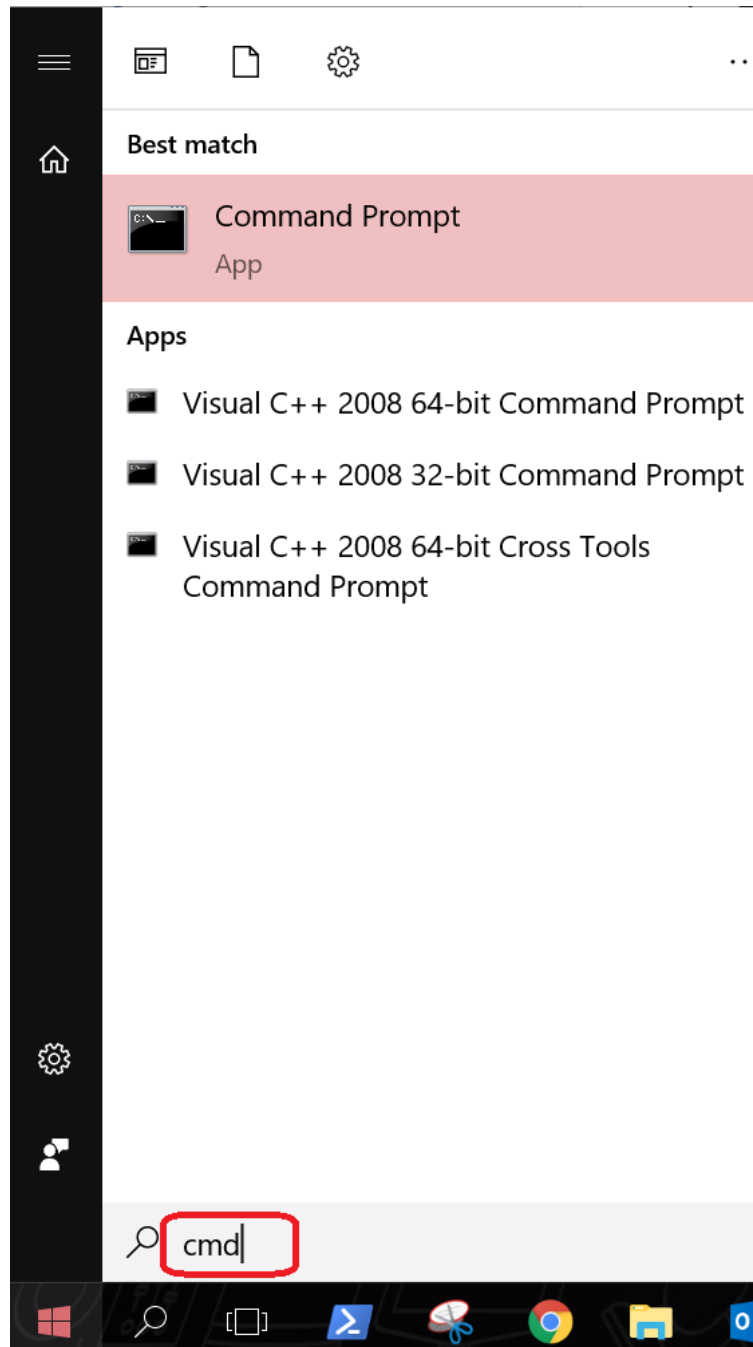 Best match
Command Prompt
App
Apps
Visual C++ 2008 64-bit Command Prompt
Visual C++ 2008 32-bit Command Prompt
Visual C++ 2008 64-bit Cross Tools
Command Prompt
cmd